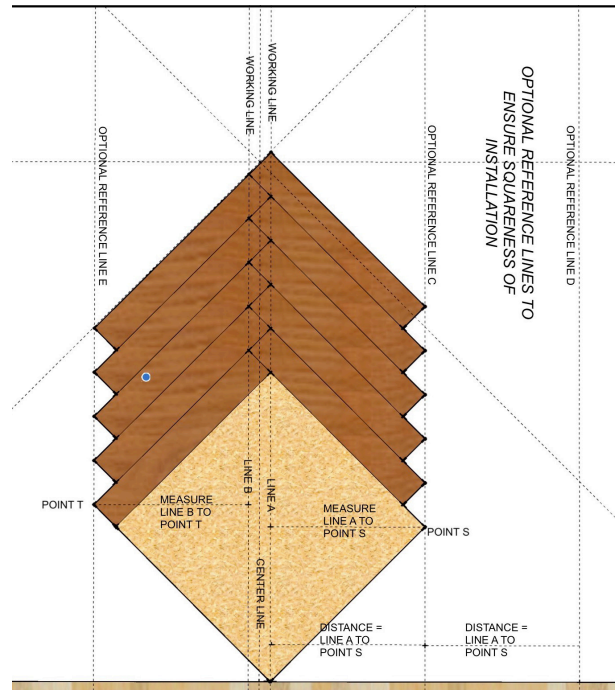 WORKING LINE
WORKING LINE
OPTIONAL REFERENCE LINES TO
ENSURE SQUARENESS OF
INSTALLATION
OPTIONAL REFERENCE LINE E
OPTIONAL REFERENCE LINE C
OPTIONAL REFERENCE LINE D
LINE B
LINE A
POINT T
MEASURE
LINE B TO
POINT T
MEASURE
LINE A TO
POINT S
POINT S
CENTER LINE
DISTANCE =
LINE A TO
POINT S
DISTANCE =
LINE A TO
POINT S